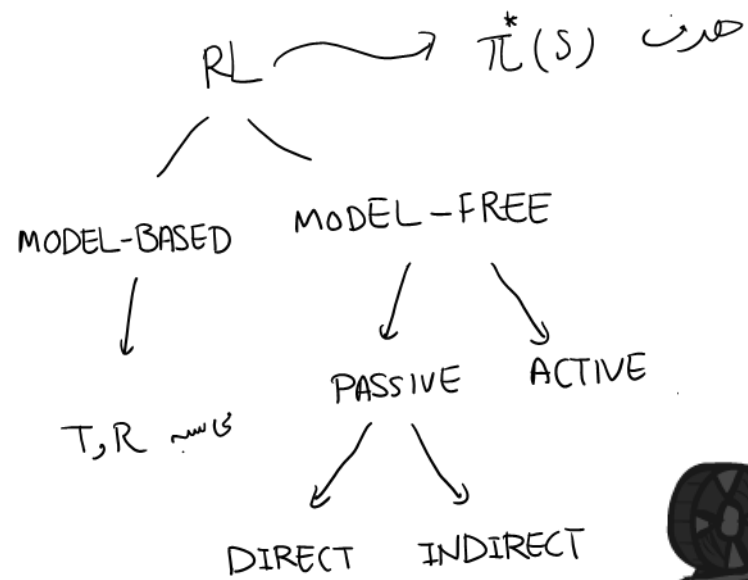 RL → π*(S) هدف
MODEL-BASED MODEL-FREE
PASSIVE ACTIVE
T,R محاسبه
DIRECT INDIRECT